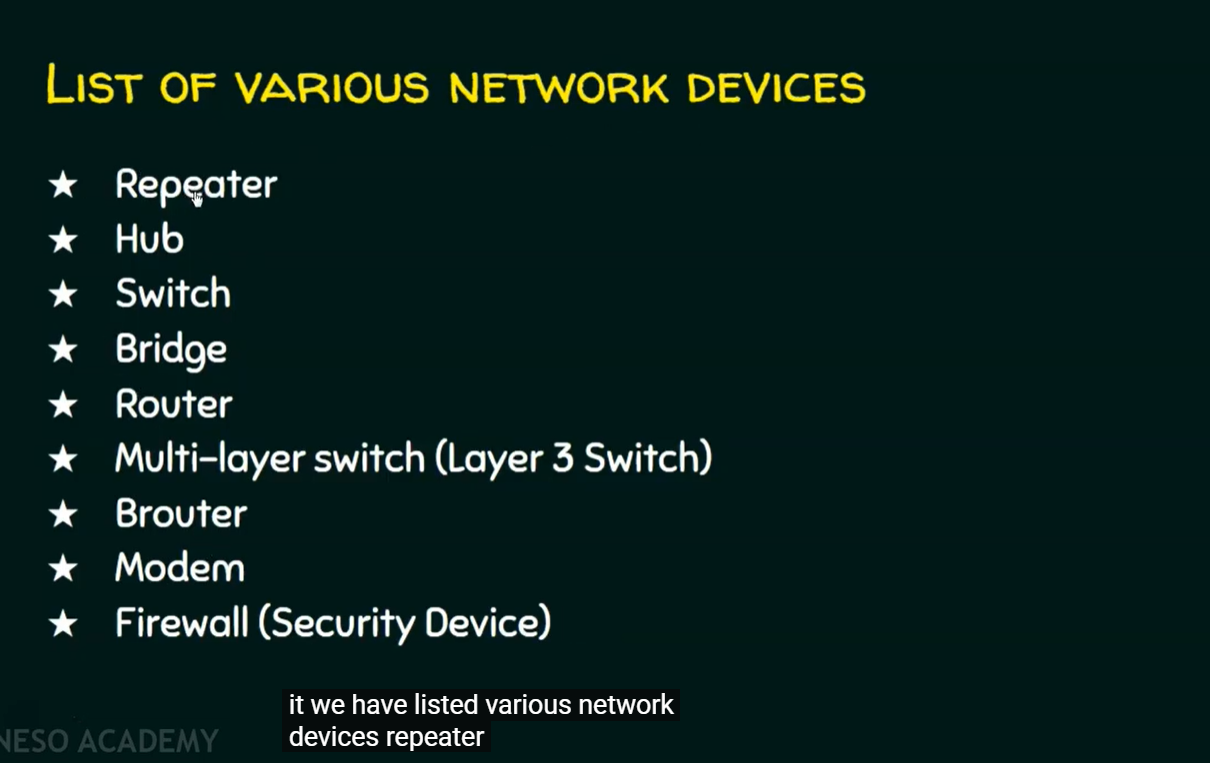 LIST OF VARIOUS NETWORK DEVICES
★ Repeater
★ Hub
★ Switch
★ Bridge
★ Router
★ Multi-layer switch (Layer 3 Switch)
★ Brouter
★ Modem
★ Firewall (Security Device)
it we have listed various network
devices repeater
NESO ACADEMY